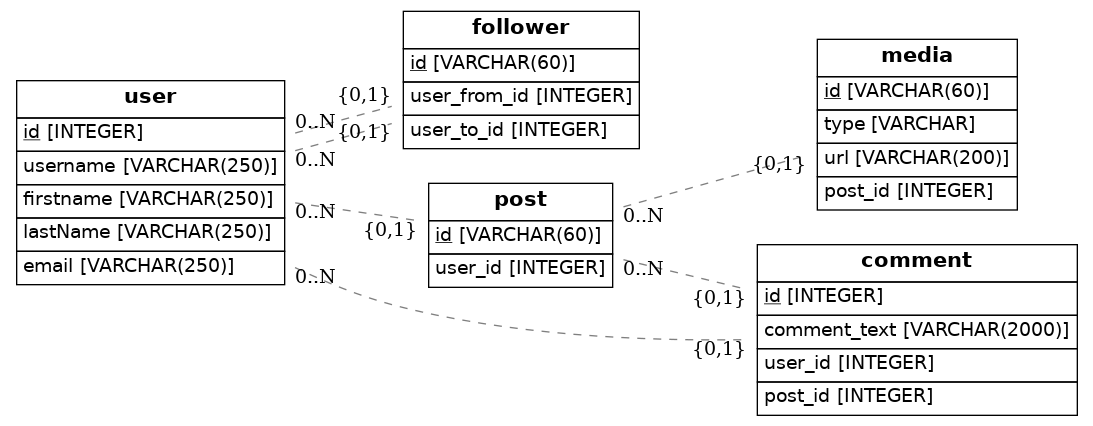 user
id [INTEGER]
username [VARCHAR(250)]
firstname [VARCHAR(250)]
lastName [VARCHAR(250)]
email [VARCHAR(250)]
{0,1}
0..N
{0,1}
0..N
0..N
{0,1}
0..N
follower
id [VARCHAR(60)]
user_from_id [INTEGER]
user_to_id [INTEGER]
post
id [VARCHAR(60)]
user_id [INTEGER]
{0,1}
0..N
0..N
{0,1}
{0,1}
media
id [VARCHAR(60)]
type [VARCHAR]
url [VARCHAR(200)]
post_id [INTEGER]
comment
id [INTEGER]
comment_text [VARCHAR(2000)]
user_id [INTEGER]
post_id [INTEGER]